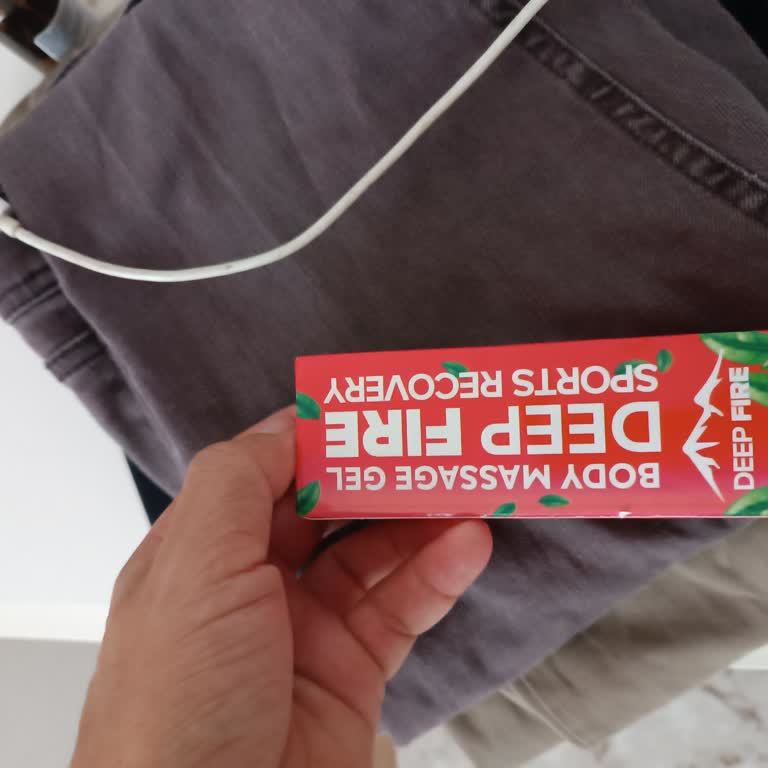 BODY MASSAGE GEL
DEEP FIRE
SPORTS RECOVERY
DEEP FIRE